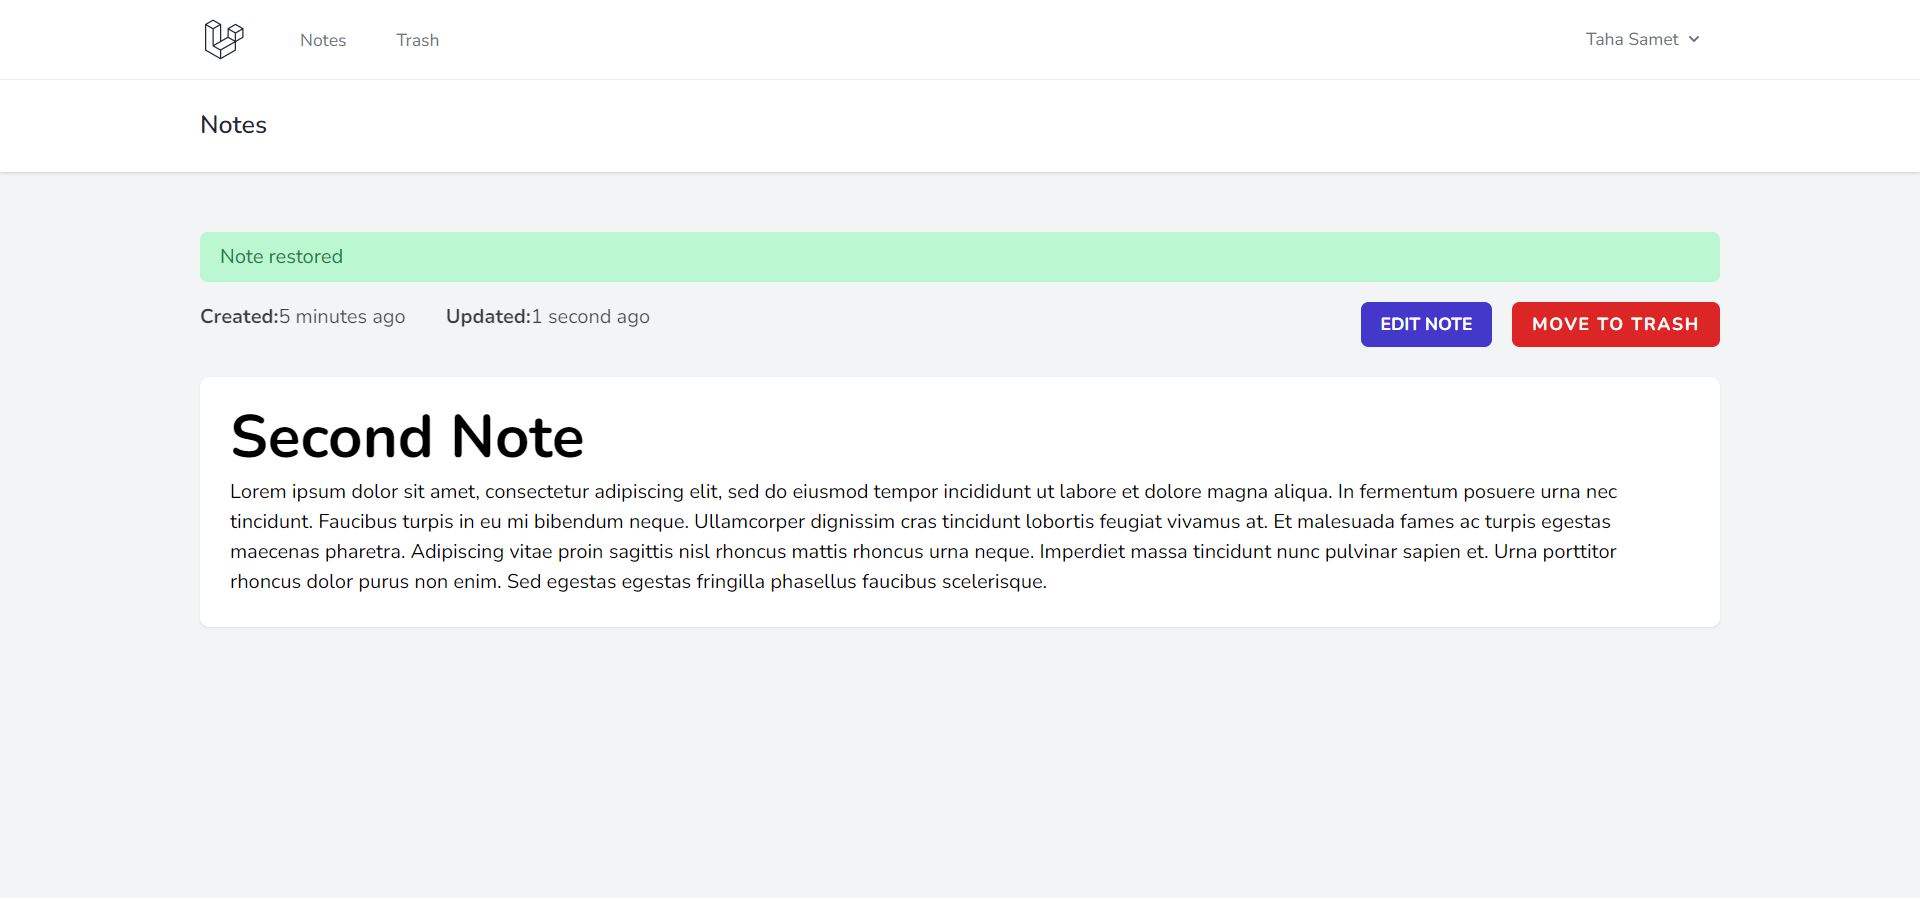 Notes Trash Taha Samet
Notes
Note restored
Created:5 minutes ago Updated:1 second ago EDIT NOTE MOVE TO TRASH
Second Note
Lorem ipsum dolor sit amet, consectetur adipiscing elit, sed do eiusmod tempor incididunt ut labore et dolore magna aliqua. In fermentum posuere urna nec
tincidunt. Faucibus turpis in eu mi bibendum neque. Ullamcorper dignissim cras tincidunt lobortis feugiat vivamus at. Et malesuada fames ac turpis egestas
maecenas pharetra. Adipiscing vitae proin sagittis nisl rhoncus mattis rhoncus urna neque. Imperdiet massa tincidunt nunc pulvinar sapien et. Urna porttitor
rhoncus dolor purus non enim. Sed egestas egestas fringilla phasellus faucibus scelerisque.